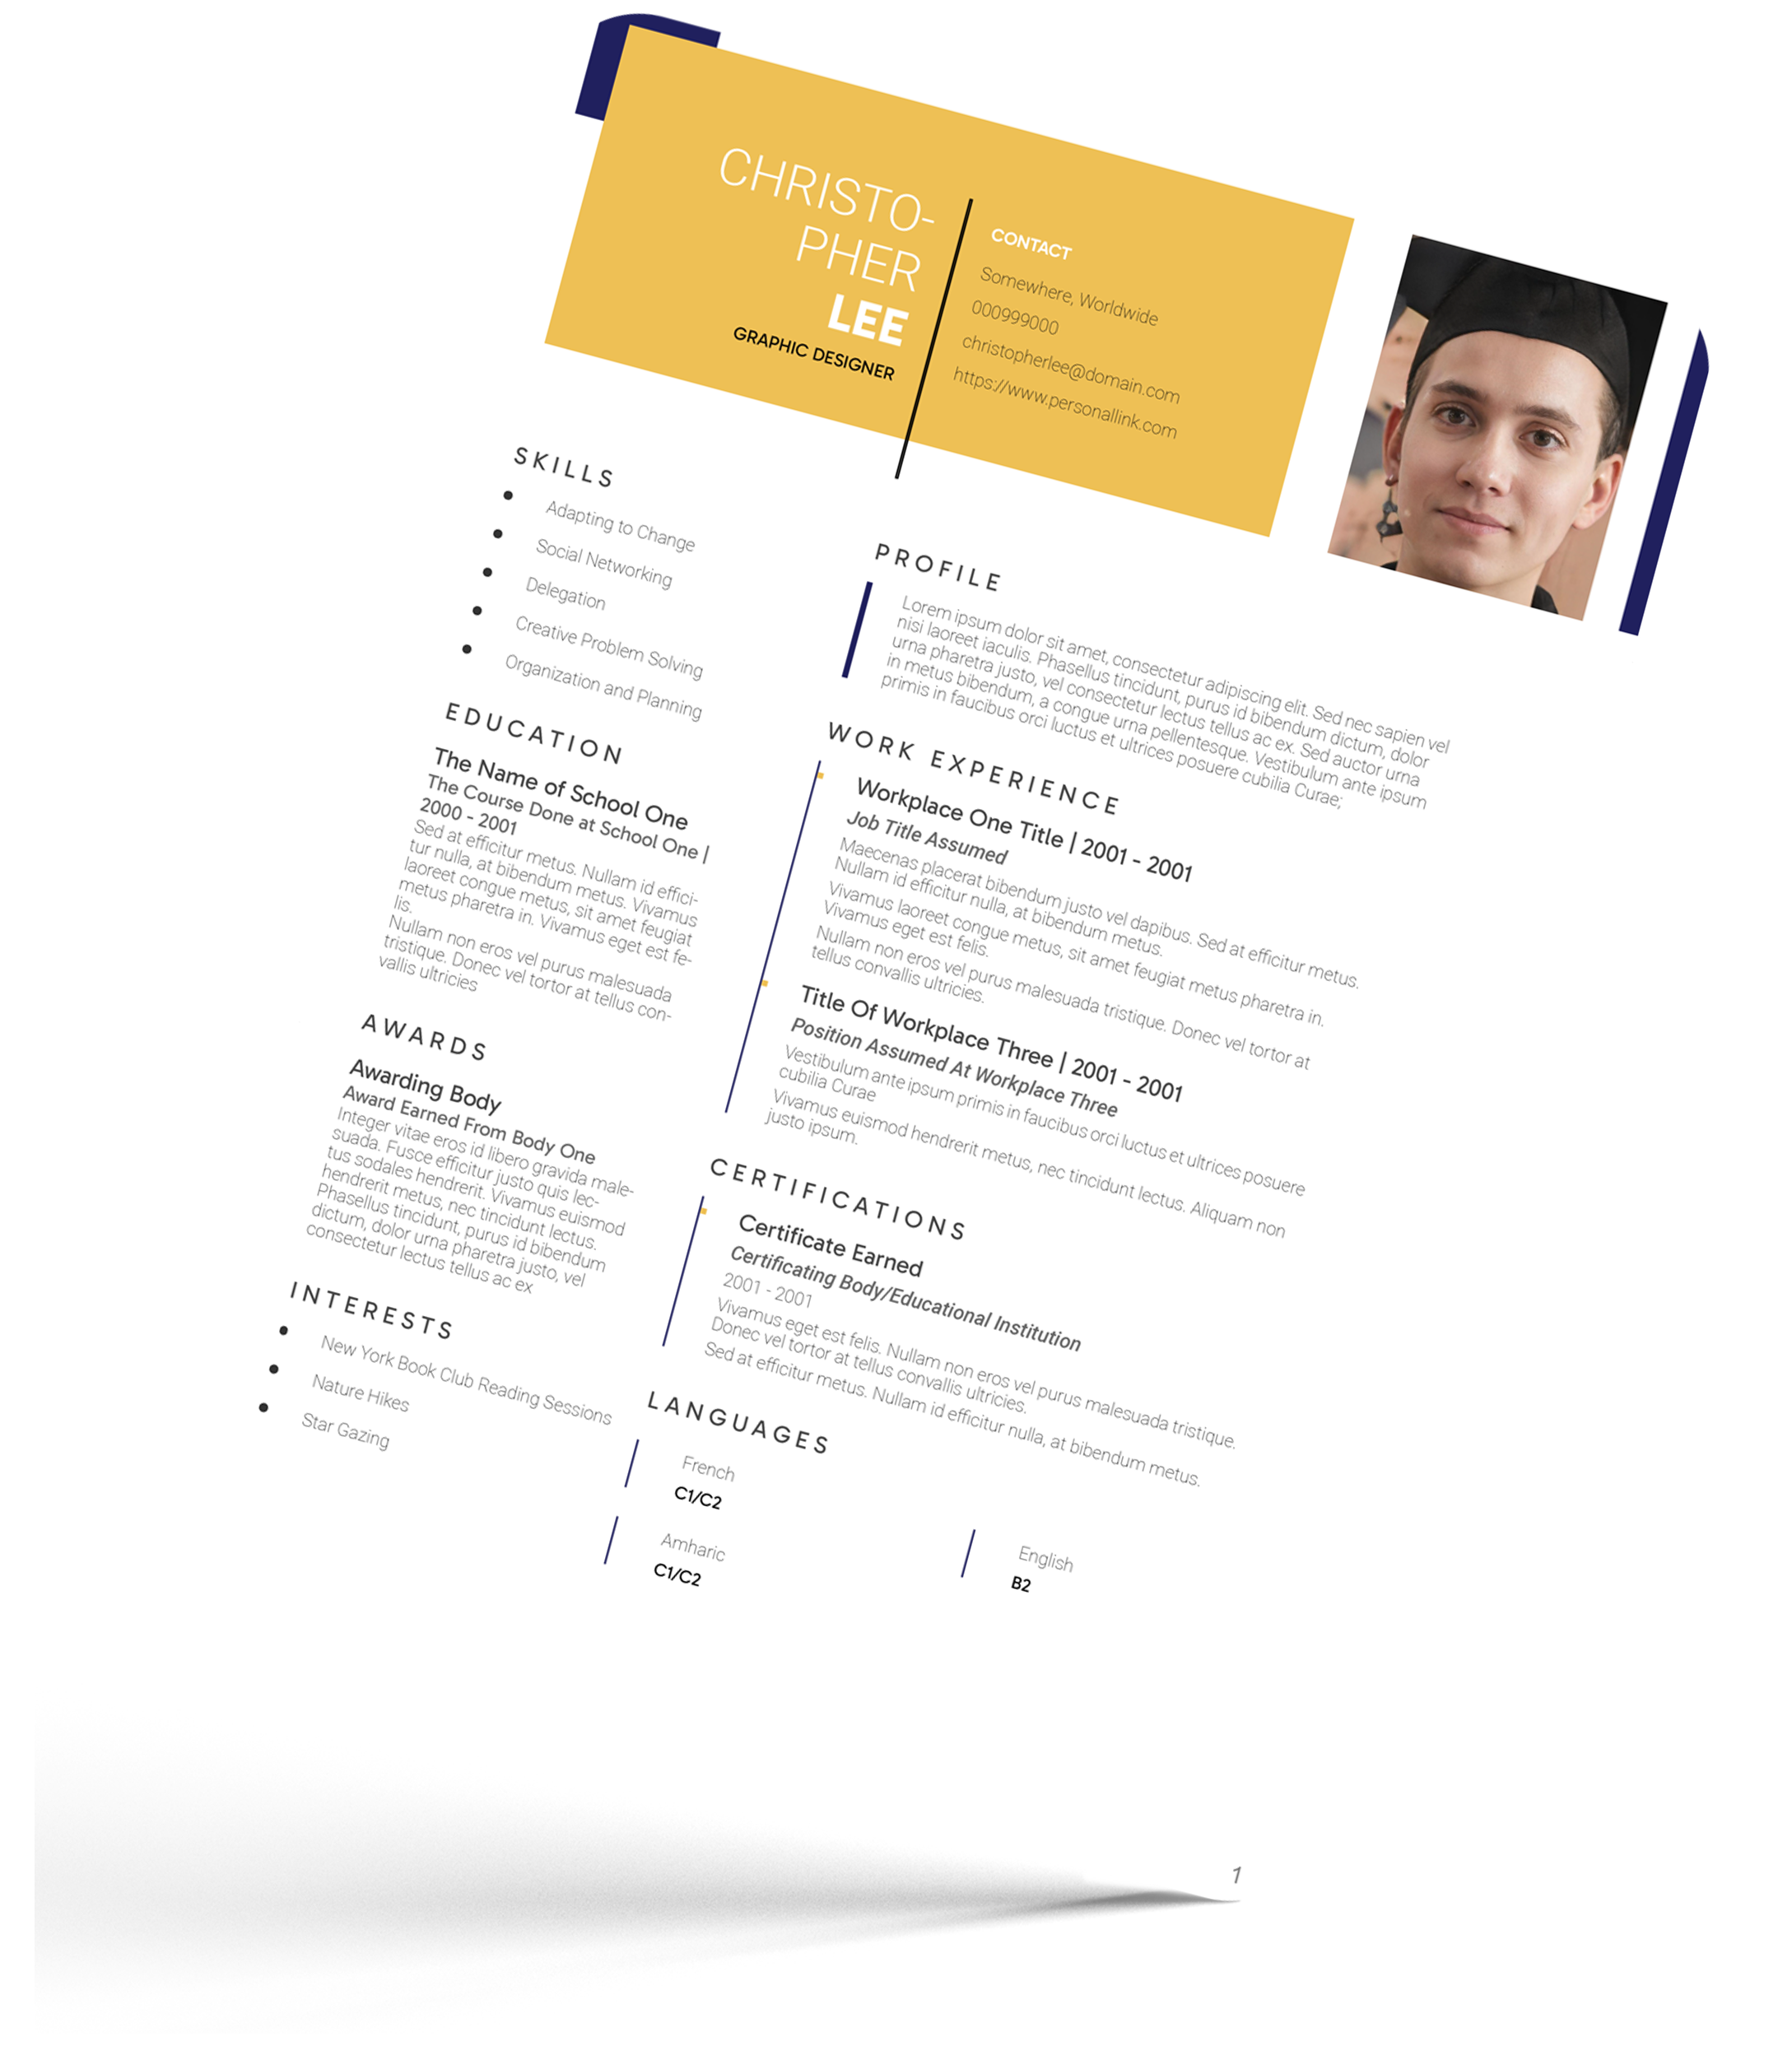 CHRISTO-
PHER
LEE
GRAPHIC DESIGNER
CONTACT
Somewhere, Worldwide
000999000
christopherlee@domain.com
https://www.personallink.com
SKILLS
Adapting to Change
Social Networking
Delegation
Creative Problem Solving
Organization and Planning
EDUCATION
The Name of School One
The Course Done at School One |
2000 - 2001
Sed at efficitur metus. Nullam id effici-
tur nulla, at bibendum metus. Vivamus
laoreet congue metus, sit amet feugiat
metus pharetra in. Vivamus eget est fe-
lis.
Nullam non eros vel purus malesuada
tristique. Donec vel tortor at tellus con-
vallis ultricies
AWARDS
Awarding Body
Award Earned From Body One
Integer vitae eros id libero gravida male-
suada. Fusce efficitur justo quis lec-
tus sodales hendrerit. Vivamus euismod
hendrerit metus, nec tincidunt lectus.
Phasellus tincidunt, purus id bibendum
dictum, dolor urna pharetra justo, vel
consectetur lectus tellus ac ex
INTERESTS
New York Book Club Reading Sessions
Nature Hikes
Star Gazing
PROFILE
Lorem ipsum dolor sit amet, consectetur adipiscing elit. Sed nec sapien vel
nisi laoreet iaculis. Phasellus tincidunt, purus id bibendum dictum, dolor
urna pharetra justo, vel consectetur lectus tellus ac ex. Sed auctor urna
in metus bibendum, a congue urna pellentesque. Vestibulum ante ipsum
primis in faucibus orci luctus et ultrices posuere cubilia Curae;
WORK EXPERIENCE
Workplace One Title | 2001 - 2001
Job Title Assumed
Maecenas placerat bibendum justo vel dapibus. Sed at efficitur metus.
Nullam id efficitur nulla, at bibendum metus.
Vivamus laoreet congue metus, sit amet feugiat metus pharetra in.
Vivamus eget est felis.
Nullam non eros vel purus malesuada tristique. Donec vel tortor at
tellus convallis ultricies.
Title Of Workplace Three | 2001 - 2001
Position Assumed At Workplace Three
Vestibulum ante ipsum primis in faucibus orci luctus et ultrices posuere
cubilia Curae
Vivamus euismod hendrerit metus, nec tincidunt lectus. Aliquam non
justo ipsum.
CERTIFICATIONS
Certificate Earned
Certificating Body/Educational Institution
2001 - 2001
Vivamus eget est felis. Nullam non eros vel purus malesuada tristique.
Donec vel tortor at tellus convallis ultricies.
Sed at efficitur metus. Nullam id efficitur nulla, at bibendum metus.
LANGUAGES
French
C1/C2
Amharic
C1/C2
English
B2
1